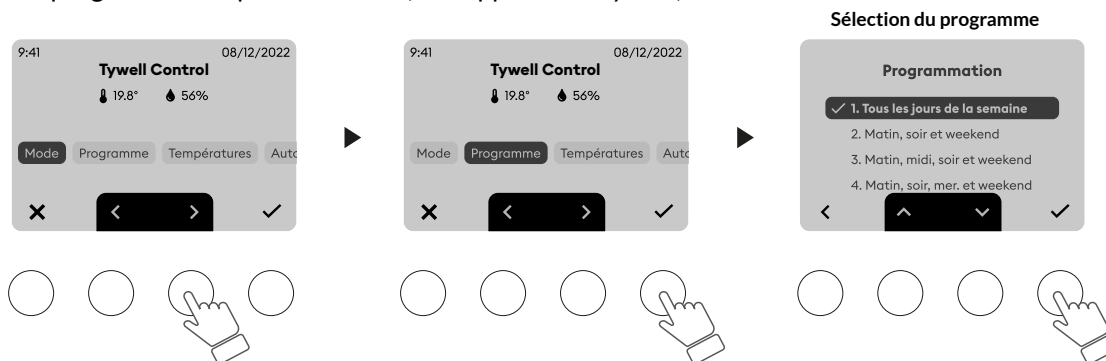 Sélection du programme
9:41 08/12/2022
Tywell Control
19.8° 56%
Mode Programme Températures Auto
9:41 08/12/2022
Tywell Control
19.8° 56%
Mode Programme Températures Auto
Programmation
1. Tous les jours de la semaine
2. Matin, soir et weekend
3. Matin, midi, soir et weekend
4. Matin, soir, mer. et weekend